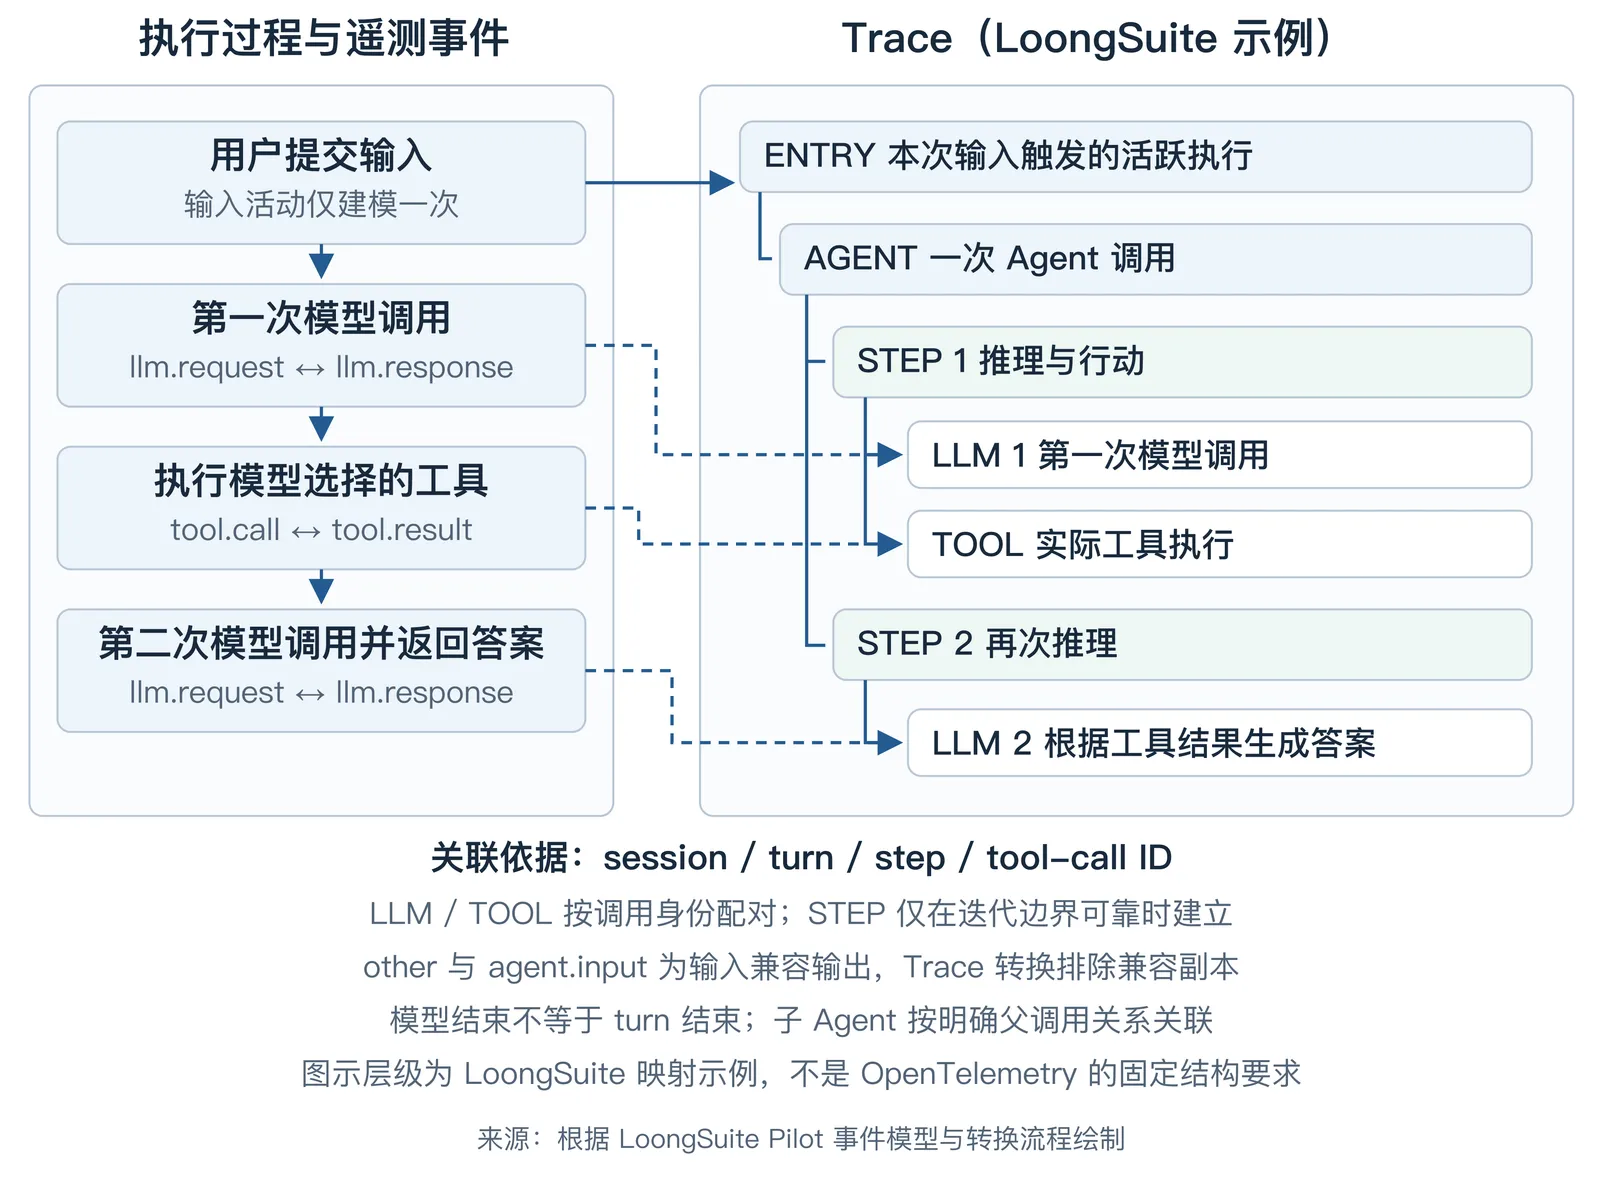 执行过程与遥测事件
用户提交输入
输入活动仅建模一次
第一次模型调用
llm.request ↔ llm.response
执行模型选择的工具
tool.call ↔ tool.result
第二次模型调用并返回答案
llm.request ↔ llm.response
Trace（LoongSuite 示例）
ENTRY 本次输入触发的活跃执行
AGENT 一次 Agent 调用
STEP 1 推理与行动
LLM 1 第一次模型调用
TOOL 实际工具执行
STEP 2 再次推理
LLM 2 根据工具结果生成答案
关联依据：session / turn / step / tool-call ID
LLM / TOOL 按调用身份配对；STEP 仅在迭代边界可靠时建立
other 与 agent.input 为输入兼容输出，Trace 转换排除兼容副本
模型结束不等于 turn 结束；子 Agent 按明确父调用关系关联
图示层级为 LoongSuite 映射示例，不是 OpenTelemetry 的固定结构要求
来源：根据 LoongSuite Pilot 事件模型与转换流程绘制